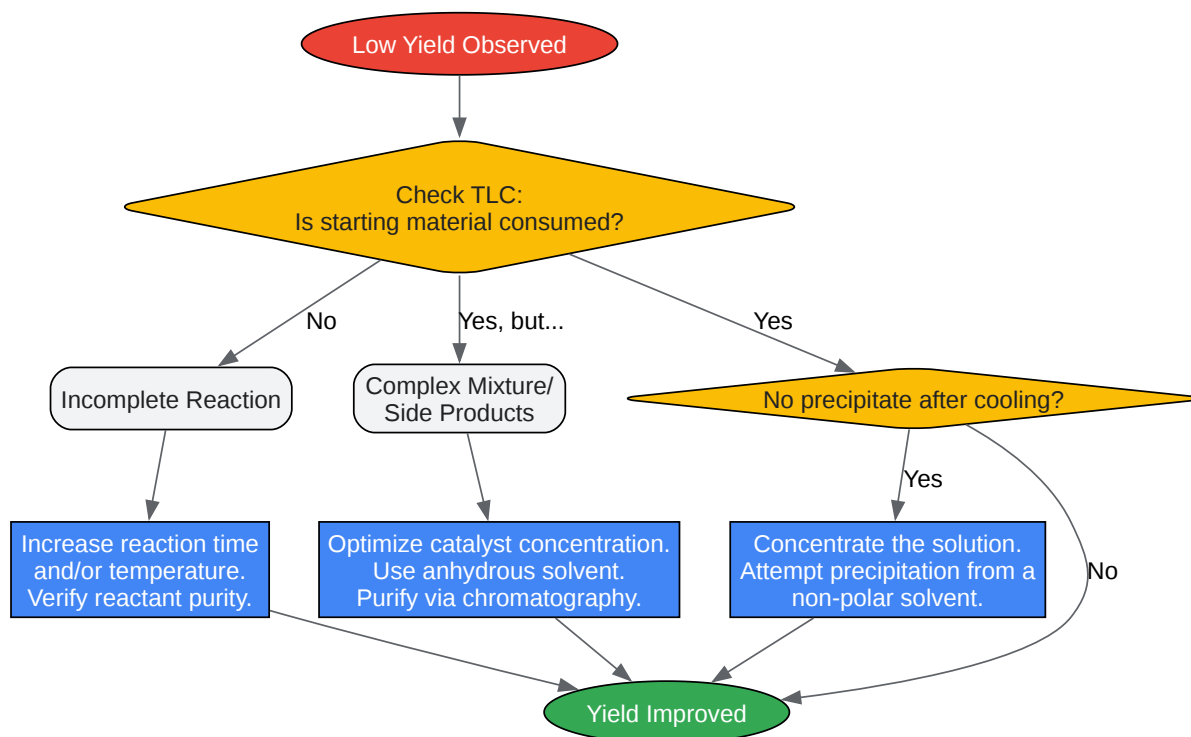 Low Yield Observed
Check TLC:
Is starting material consumed?
No
Yes, but...
Yes
Incomplete Reaction
Complex Mixture/
Side Products
No precipitate after cooling?
Yes
No
Increase reaction time
and/or temperature.
Verify reactant purity.
Optimize catalyst concentration.
Use anhydrous solvent.
Purify via chromatography.
Concentrate the solution.
Attempt precipitation from a
non-polar solvent.
Yield Improved